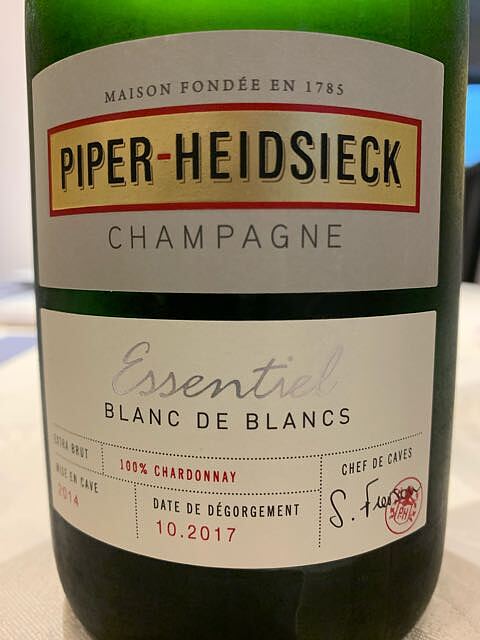 MAISON FONDÉE EN 1785
PIPER-HEIDSIECK
CHAMPAGNE
Essentiel
BLANC DE BLANCS
EXTRA BRUT
100% CHARDONNAY
MISE EN CAVE
2014
DATE DE DÉGORGEMENT
10.2017
CHEF DE CAVES
PH